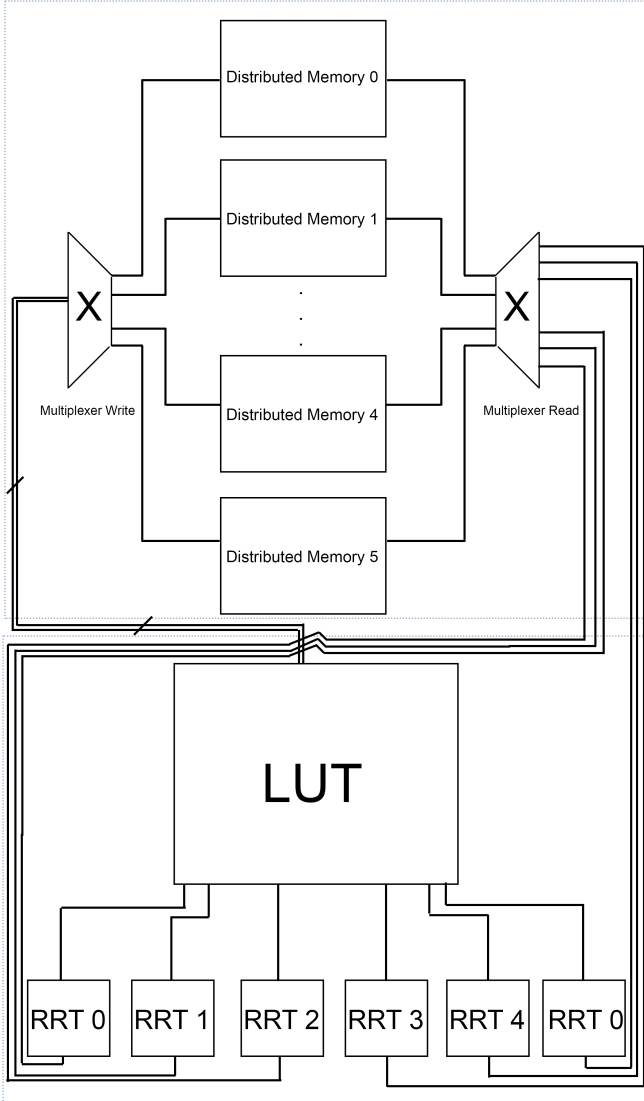 Distributed Memory 0
Distributed Memory 1
X
X
.
.
.
Multiplexer Write
Multiplexer Read
Distributed Memory 4
Distributed Memory 5
LUT
RRT 0
RRT 1
RRT 2
RRT 3
RRT 4
RRT 0